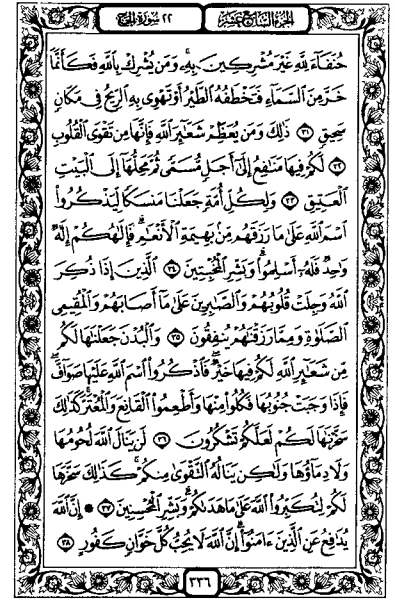 الجزء السابع عشر ٢٢ سورة الحج
حُنَفَآءَ لِلَّهِ غَيْرَ مُشْرِكِينَ بِهِۦ ۚ وَمَن يُشْرِكْ بِٱللَّهِ فَكَأَنَّمَا
خَرَّ مِنَ ٱلسَّمَآءِ فَتَخْطَفُهُ ٱلطَّيْرُ أَوْ تَهْوِى بِهِ ٱلرِّيحُ فِى مَكَانٍ
سَحِيقٍ ٣١ ذَٰلِكَ وَمَن يُعَظِّمْ شَعَـٰٓئِرَ ٱللَّهِ فَإِنَّهَا مِن تَقْوَى ٱلْقُلُوبِ
٣٢ لَكُمْ فِيهَا مَنَـٰفِعُ إِلَىٰٓ أَجَلٍ مُّسَمًّى ثُمَّ مَحِلُّهَآ إِلَى ٱلْبَيْتِ
ٱلْعَتِيقِ ٣٣ وَلِكُلِّ أُمَّةٍ جَعَلْنَا مَنسَكًا لِّيَذْكُرُوا۟
ٱسْمَ ٱللَّهِ عَلَىٰ مَا رَزَقَهُم مِّنۢ بَهِيمَةِ ٱلْأَنْعَـٰمِ ۗ فَإِلَـٰهُكُمْ إِلَـٰهٌ
وَٰحِدٌ فَلَهُۥٓ أَسْلِمُوا۟ ۗ وَبَشِّرِ ٱلْمُخْبِتِينَ ٣٤ ٱلَّذِينَ إِذَا ذُكِرَ
ٱللَّهُ وَجِلَتْ قُلُوبُهُمْ وَٱلصَّـٰبِرِينَ عَلَىٰ مَآ أَصَابَهُمْ وَٱلْمُقِيمِى
ٱلصَّلَوٰةِ وَمِمَّا رَزَقْنَـٰهُمْ يُنفِقُونَ ٣٥ وَٱلْبُدْنَ جَعَلْنَـٰهَا لَكُم
مِّن شَعَـٰٓئِرِ ٱللَّهِ لَكُمْ فِيهَا خَيْرٌ ۖ فَٱذْكُرُوا۟ ٱسْمَ ٱللَّهِ عَلَيْهَا صَوَآفَّ ۖ
فَإِذَا وَجَبَتْ جُنُوبُهَا فَكُلُوا۟ مِنْهَا وَأَطْعِمُوا۟ ٱلْقَانِعَ وَٱلْمُعْتَرَّ ۚ كَذَٰلِكَ
سَخَّرْنَـٰهَا لَكُمْ لَعَلَّكُمْ تَشْكُرُونَ ٣٦ لَن يَنَالَ ٱللَّهَ لُحُومُهَا
وَلَا دِمَآؤُهَا وَلَـٰكِن يَنَالُهُ ٱلتَّقْوَىٰ مِنكُمْ ۚ كَذَٰلِكَ سَخَّرَهَا
لَكُمْ لِتُكَبِّرُوا۟ ٱللَّهَ عَلَىٰ مَا هَدَىٰكُمْ ۗ وَبَشِّرِ ٱلْمُحْسِنِينَ ٣٧ ۞ إِنَّ ٱللَّهَ
يُدَٰفِعُ عَنِ ٱلَّذِينَ ءَامَنُوٓا۟ ۗ إِنَّ ٱللَّهَ لَا يُحِبُّ كُلَّ خَوَّانٍ كَفُورٍ ٣٨
٣٣٦